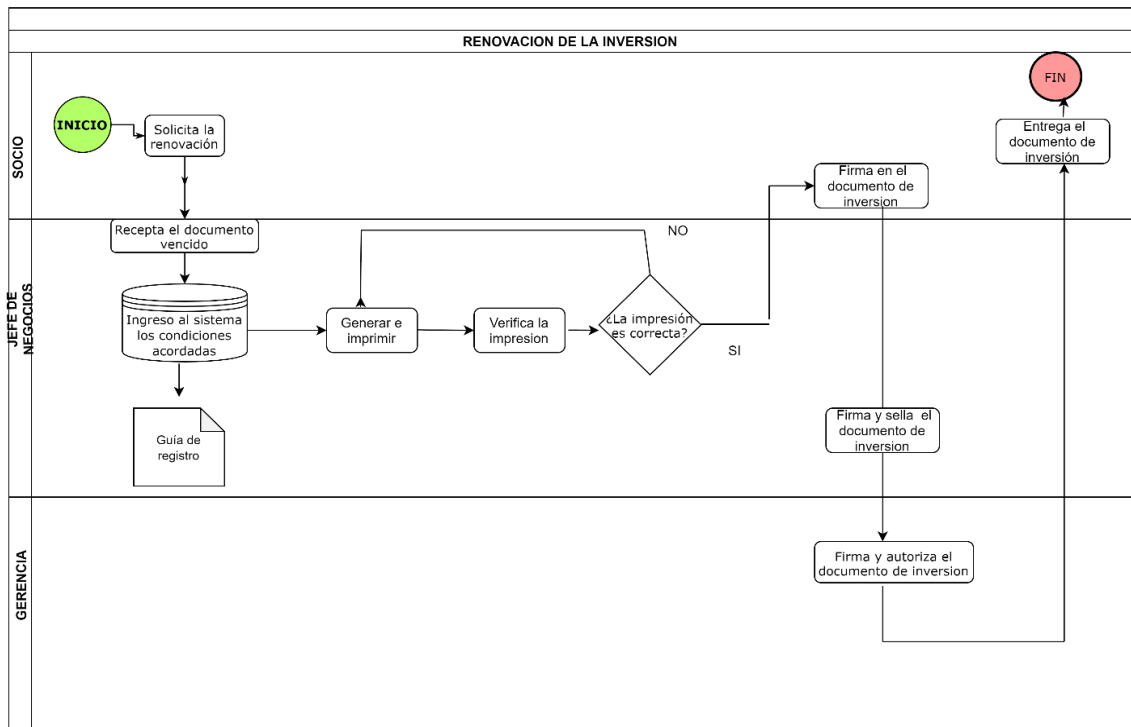 RENOVACION DE LA INVERSION
SOCIO
INICIO
Solicita la
renovación
Firma en el
documento de
inversion
Entrega el
documento de
inversión
FIN
JEFE DE
NEGOCIOS
Recepta el documento
vencido
Ingreso al sistema
los condiciones
acordadas
Guía de
registro
Generar e
imprimir
Verifica la
impresion
¿La impresión
es correcta?
NO
SI
Firma y sella el
documento de
inversion
GERENCIA
Firma y autoriza el
documento de inversion